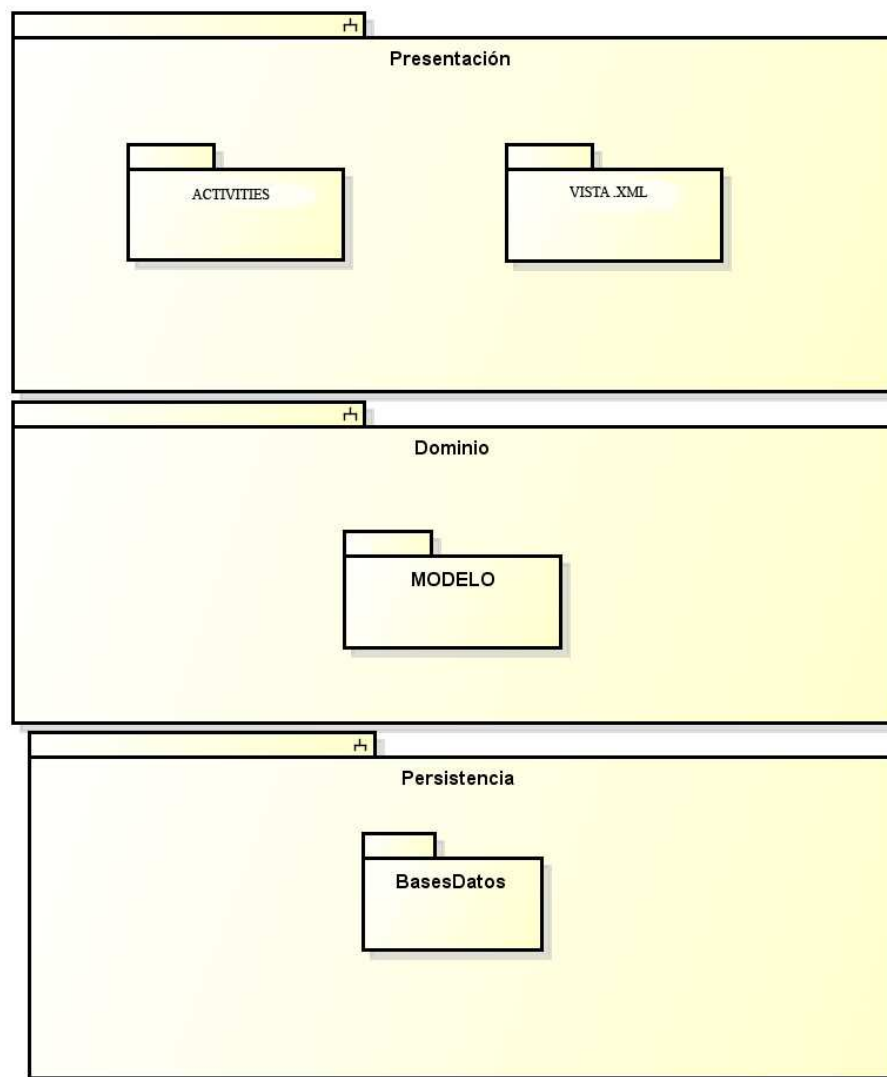 Presentación
ACTIVITIES
VISTA .XML
Dominio
MODELO
Persistencia
BasesDatos